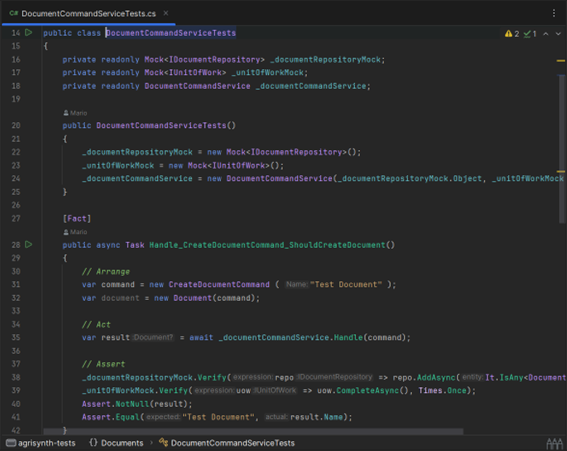 C# DocumentCommandServiceTests.cs ×
14 public class DocumentCommandServiceTests 2 1
15 {
16 private readonly Mock<IDocumentRepository> _documentRepositoryMock;
17 private readonly Mock<IUnitOfWork> _unitOfWorkMock;
18 private readonly DocumentCommandService _documentCommandService;
19
Mario
20 public DocumentCommandServiceTests()
21 {
22 _documentRepositoryMock = new Mock<IDocumentRepository>();
23 _unitOfWorkMock = new Mock<IUnitOfWork>();
24 _documentCommandService = new DocumentCommandService(_documentRepositoryMock.Object, _unitOfWorkMock
25 }
26
27 [Fact]
Mario
28 public async Task Handle_CreateDocumentCommand_ShouldCreateDocument()
29 {
30 // Arrange
31 var command = new CreateDocumentCommand ( Name: "Test Document" );
32 var document = new Document(command);
33
34 // Act
35 var result :Document? = await _documentCommandService.Handle(command);
36
37 // Assert
38 _documentRepositoryMock.Verify( expression: repo :IDocumentRepository => repo.AddAsync( entity: It.IsAny<Document
39 _unitOfWorkMock.Verify( expression: uow :IUnitOfWork => uow.CompleteAsync(), Times.Once);
40 Assert.NotNull(result);
41 Assert.Equal( expected: "Test Document", actual: result.Name);
42 }
agrisynth-tests {} Documents > DocumentCommandServiceTests